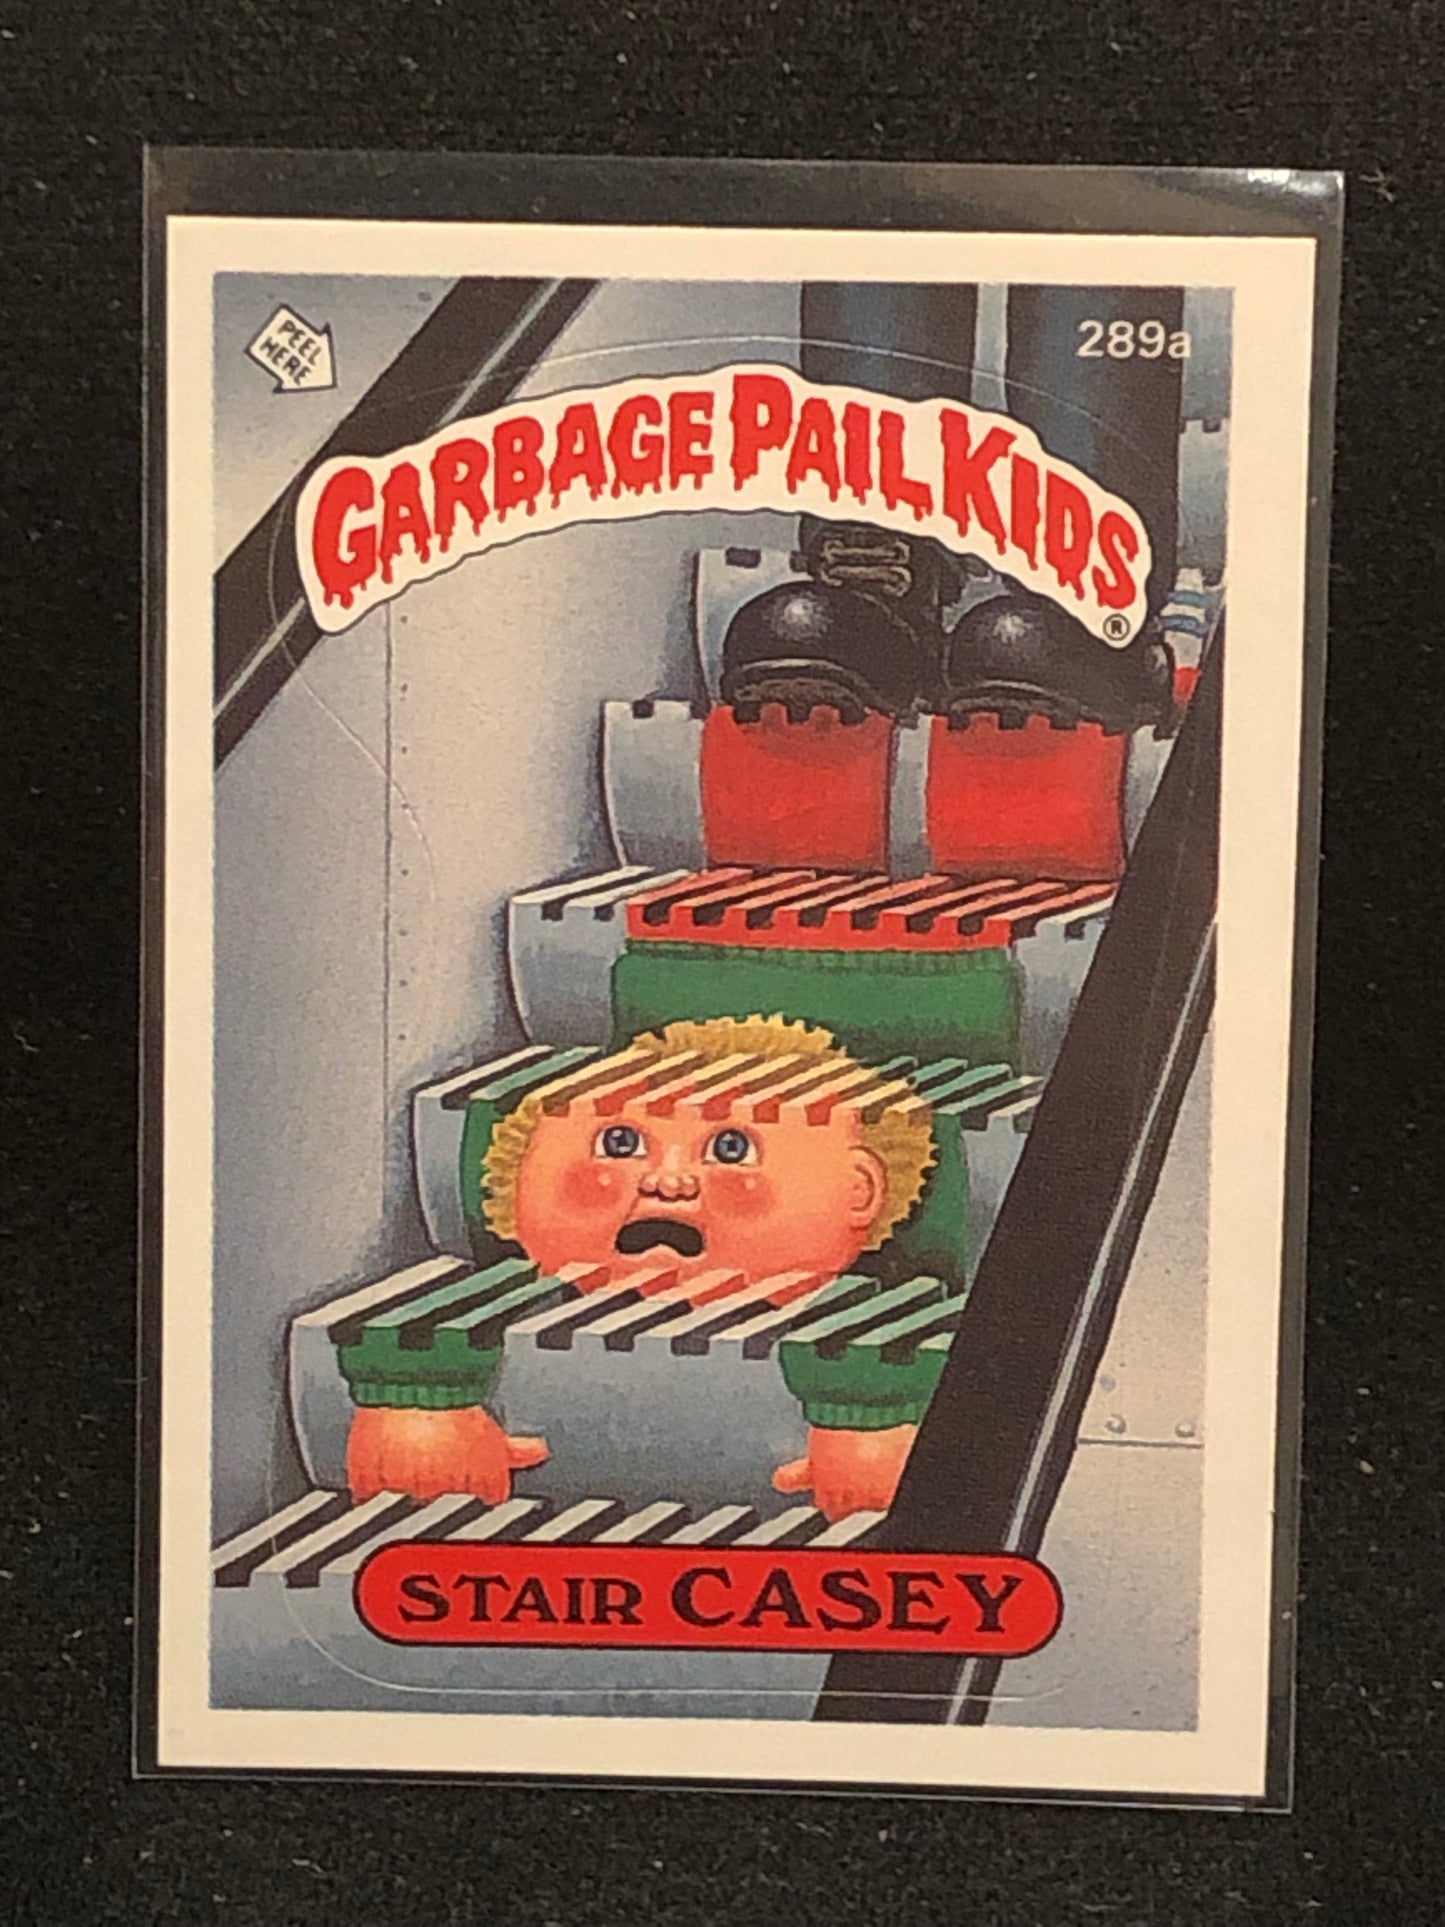 PEEL
HERE
289a
GARBAGE PAIL KIDS
®
STAIR CASEY